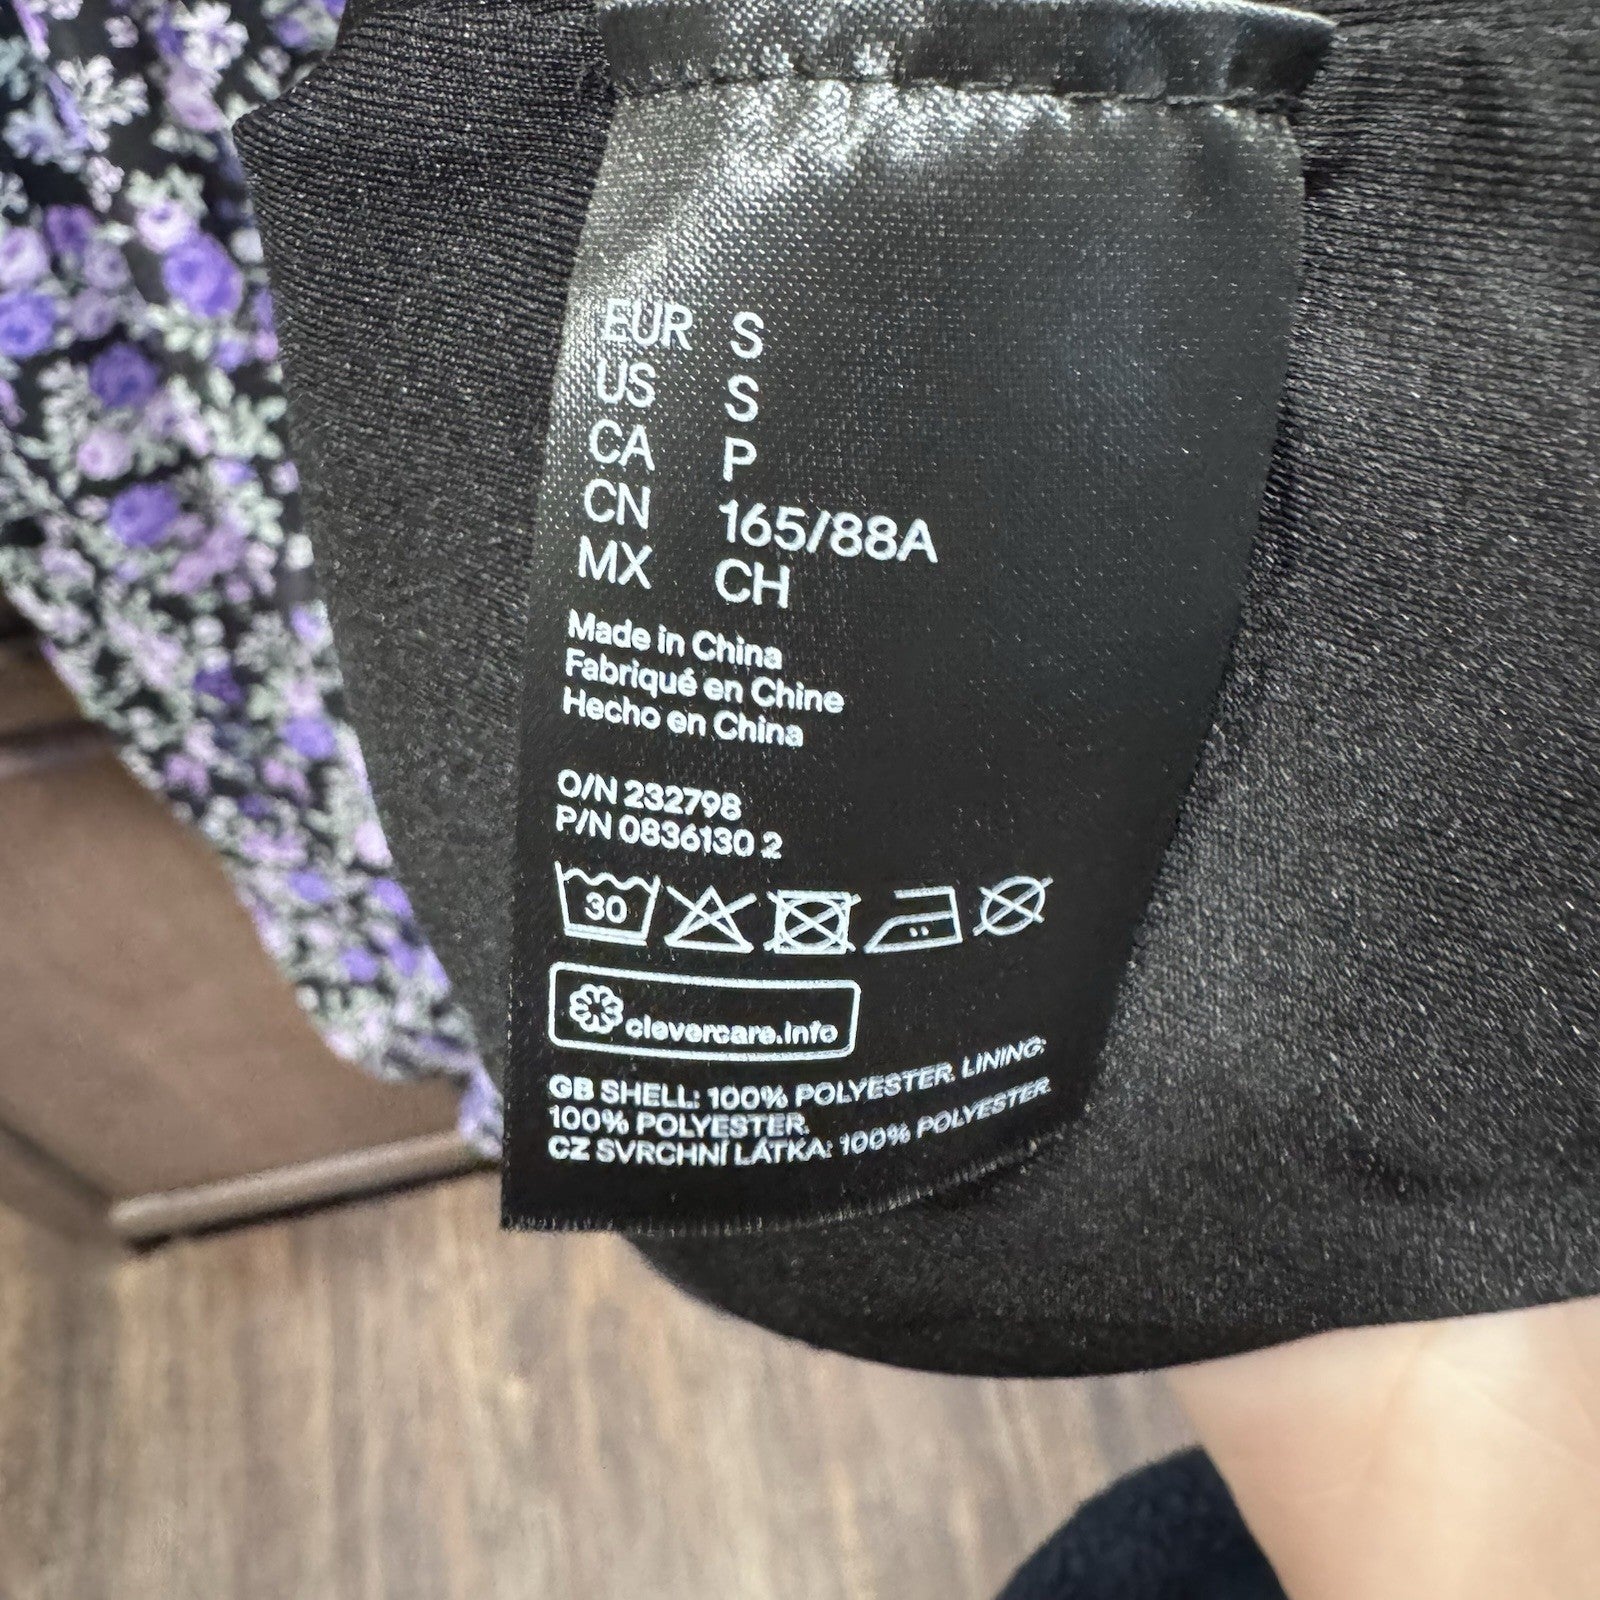 EUR S
US S
CA P
CN 165/88A
MX CH
Made in China
Fabriqué en Chine
Hecho en China
O/N 232798
P/N 0836130 2
30
clevercare.info
GB SHELL: 100% POLYESTER. LINING:
100% POLYESTER.
CZ SVRCHNÍ LÁTKA: 100% POLYESTER